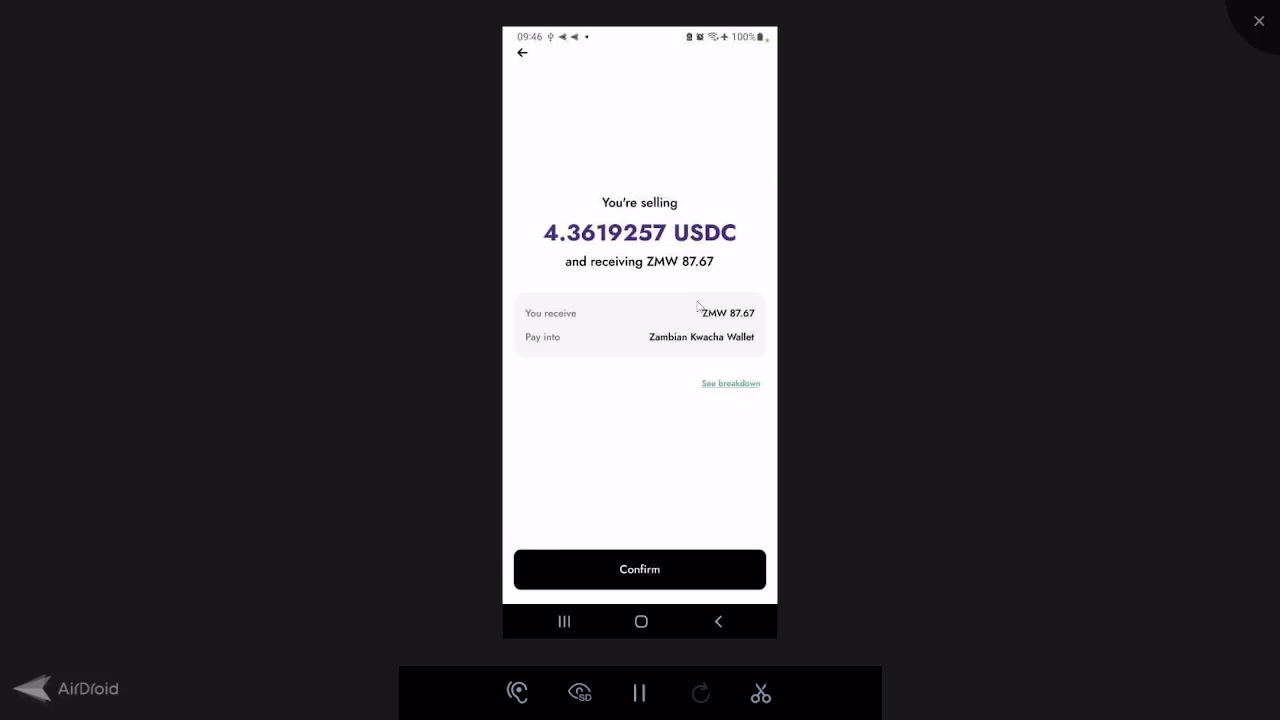 09:46
100%
You're selling
4.3619257 USDC
and receiving ZMW 87.67
You receive ZMW 87.67
Pay into Zambian Kwacha Wallet
See breakdown
Confirm
SD
AirDroid